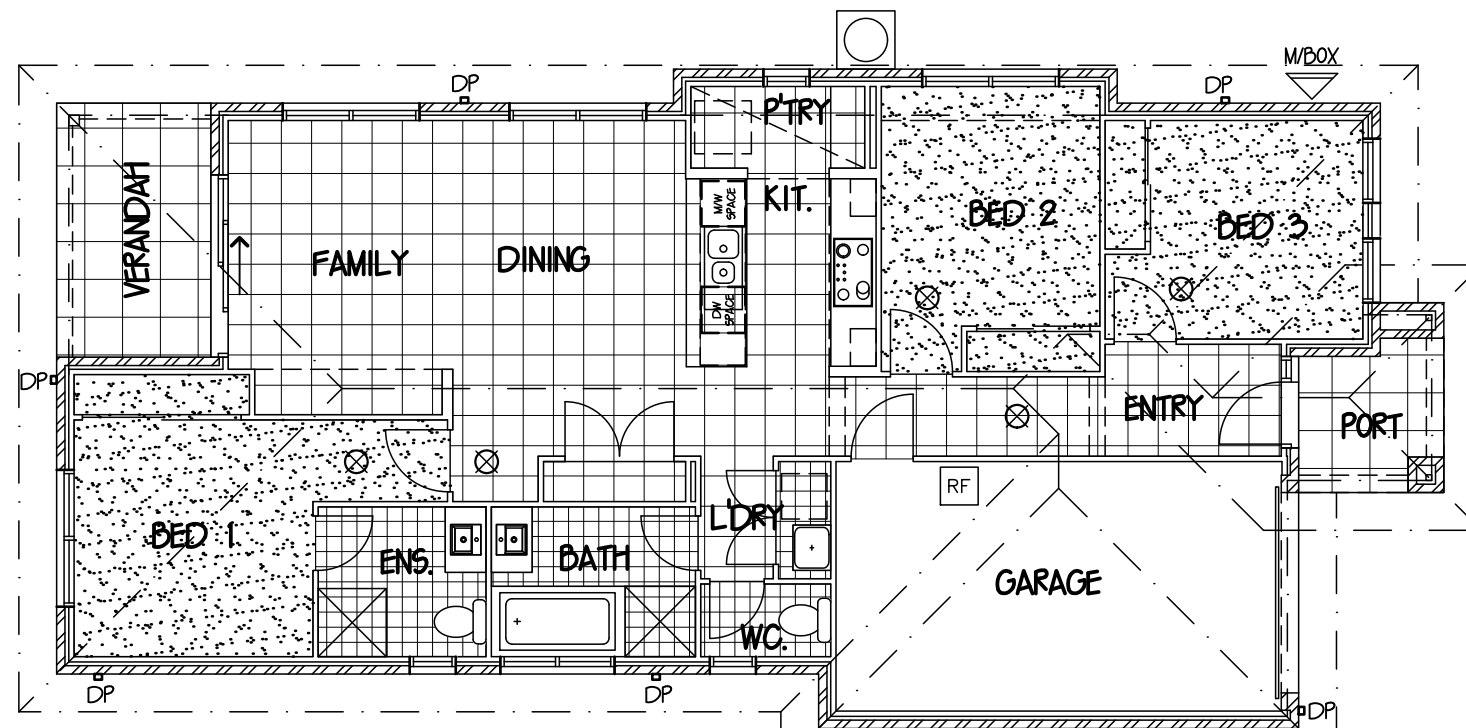 M/BOX
DP
DP
P'TRY
VERANDAH
M/W
SPACE
KIT.
BED 2
BED 3
FAMILY
DINING
DW
SPACE
DP
ENTRY
PORT
RF
BED 1
L'DRY
ENS.
BATH
GARAGE
WC.
DP
DP
DP